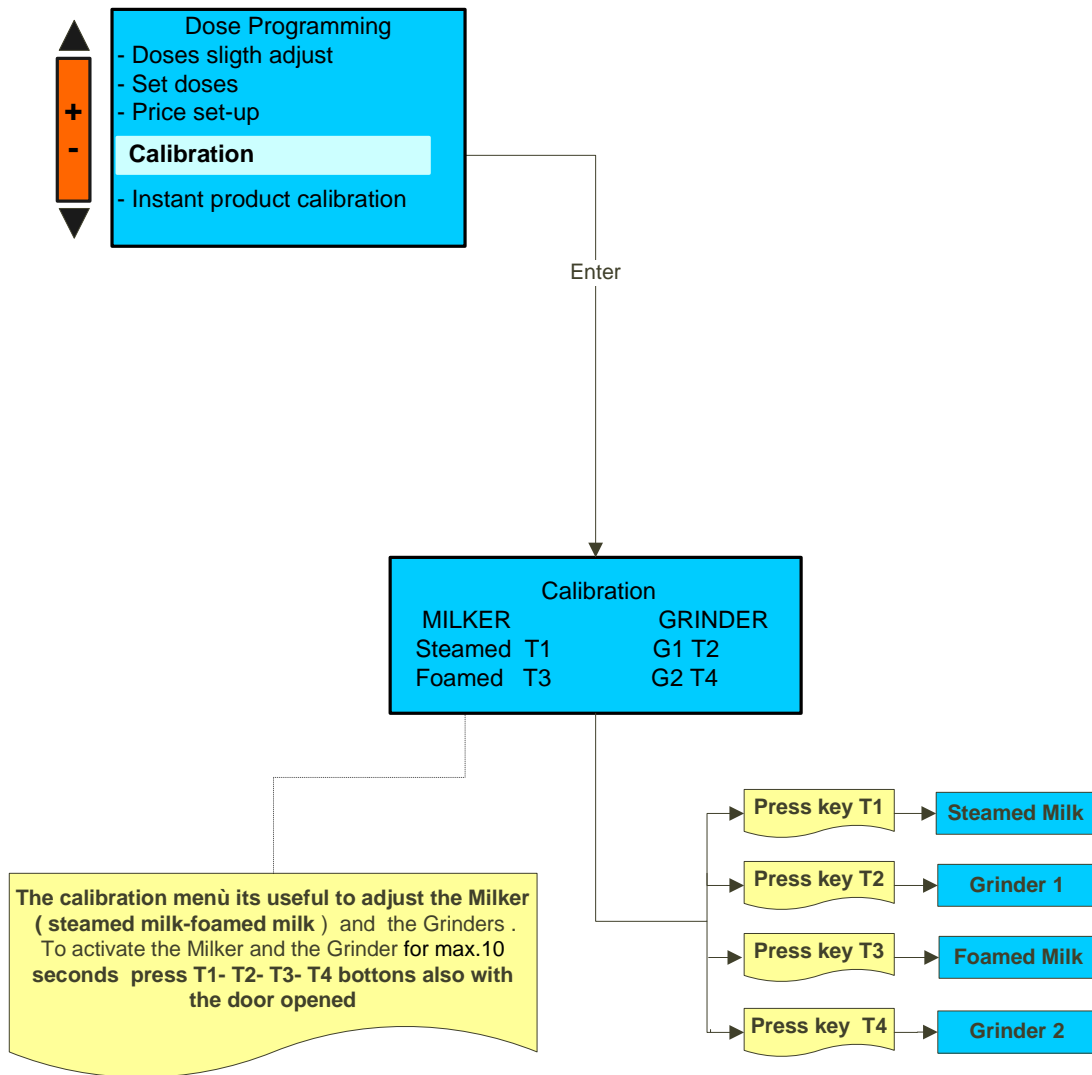 Dose Programming
- Doses sligth adjust
- Set doses
- Price set-up
Calibration
- Instant product calibration
+
-
Enter
Calibration
MILKER GRINDER
Steamed T1 G1 T2
Foamed T3 G2 T4
Press key T1 Steamed Milk
Press key T2 Grinder 1
Press key T3 Foamed Milk
Press key T4 Grinder 2
The calibration menù its useful to adjust the Milker
( steamed milk-foamed milk ) and the Grinders .
To activate the Milker and the Grinder for max.10
seconds press T1- T2- T3- T4 bottons also with
the door opened